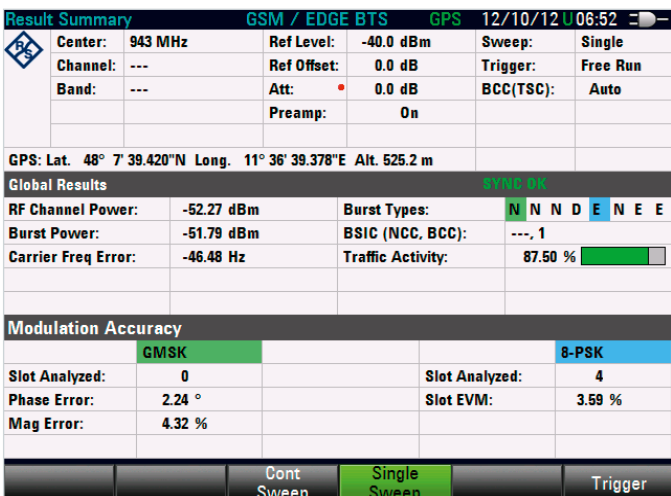 Result Summary GSM / EDGE BTS GPS 12/10/12 U 06:52
R&S Center: 943 MHz Ref Level: -40.0 dBm Sweep: Single
Channel: --- Ref Offset: 0.0 dB Trigger: Free Run
Band: --- Att: 0.0 dB BCC(TSC): Auto
Preamp: On
GPS: Lat. 48° 7' 39.420"N Long. 11° 36' 39.378"E Alt. 525.2 m
Global Results SYNC OK
RF Channel Power: -52.27 dBm Burst Types: N N N D E N E E
Burst Power: -51.79 dBm BSIC (NCC, BCC): ---, 1
Carrier Freq Error: -46.48 Hz Traffic Activity: 87.50 %
Modulation Accuracy
GMSK 8-PSK
Slot Analyzed: 0 Slot Analyzed: 4
Phase Error: 2.24 ° Slot EVM: 3.59 %
Mag Error: 4.32 %
Cont Sweep Single Sweep Trigger